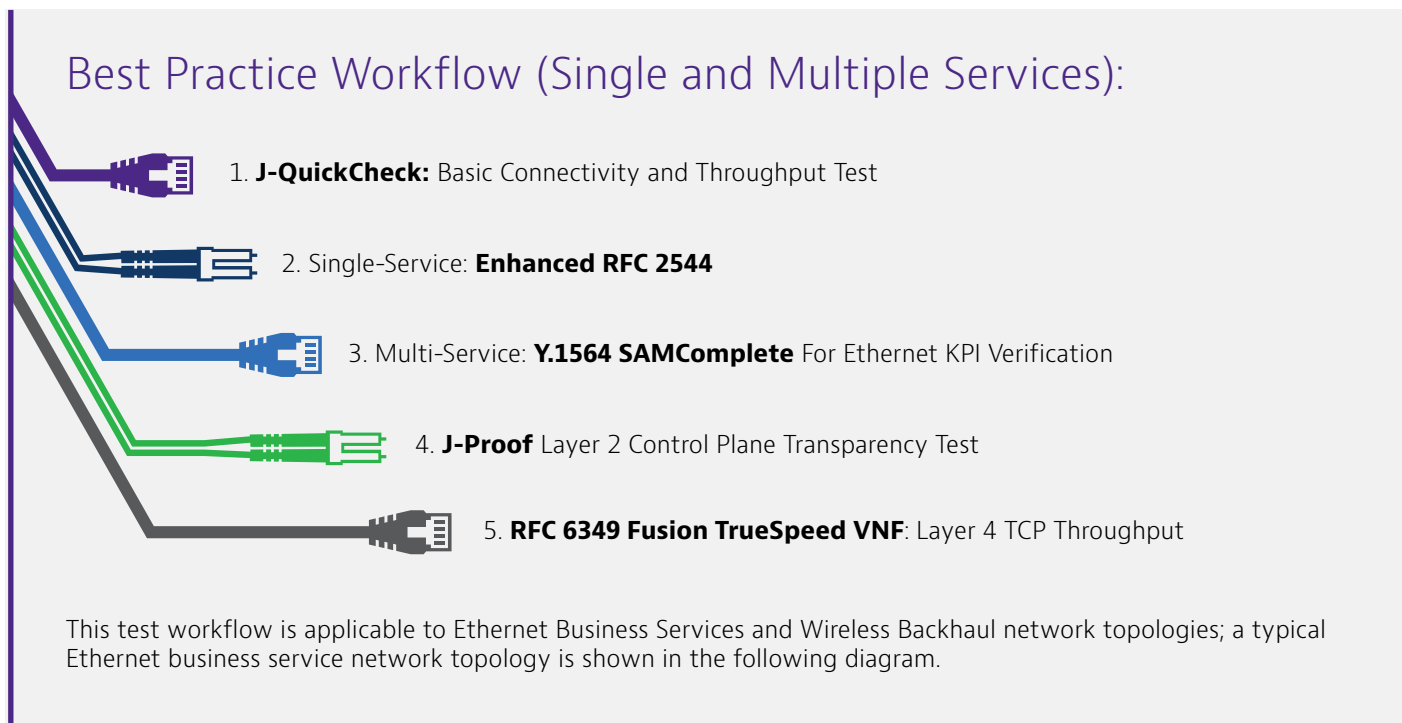 Best Practice Workflow (Single and Multiple Services):
1. J-QuickCheck: Basic Connectivity and Throughput Test
2. Single-Service: Enhanced RFC 2544
3. Multi-Service: Y.1564 SAMComplete For Ethernet KPI Verification
4. J-Proof Layer 2 Control Plane Transparency Test
5. RFC 6349 Fusion TrueSpeed VNF: Layer 4 TCP Throughput
This test workflow is applicable to Ethernet Business Services and Wireless Backhaul network topologies; a typical
Ethernet business service network topology is shown in the following diagram.